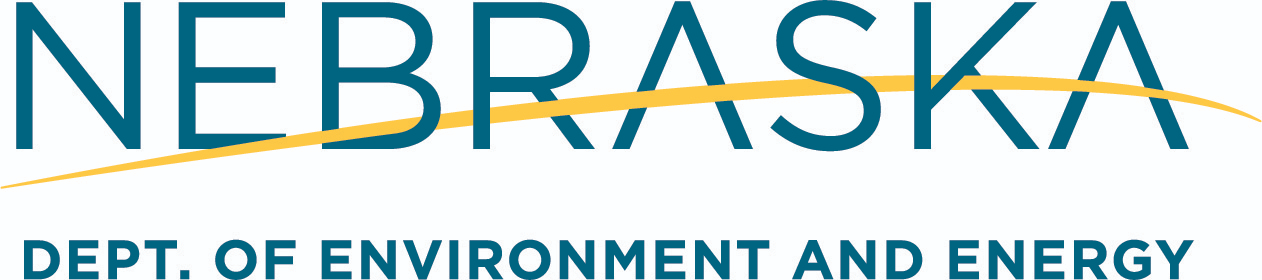 NEBRASKA
DEPT. OF ENVIRONMENT AND ENERGY